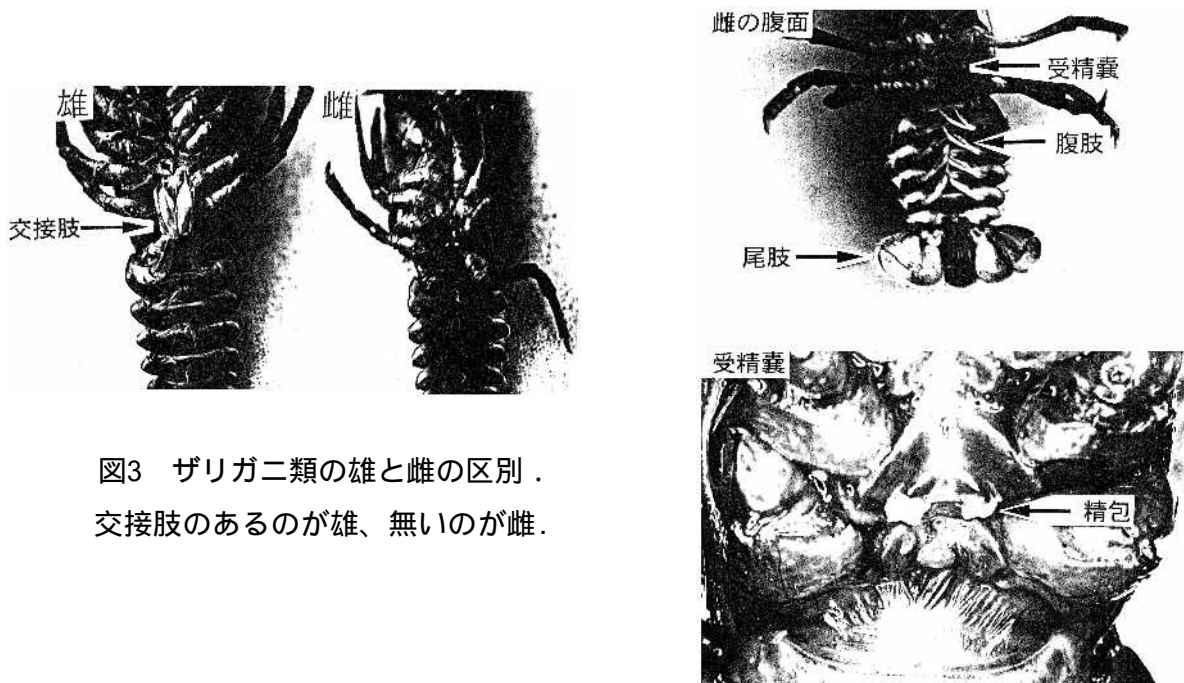 雄
雌
交接肢
図3　ザリガニ類の雄と雌の区別．
交接肢のあるのが雄、無いのが雌．
雌の腹面
受精嚢
腹肢
尾肢
受精嚢
精包